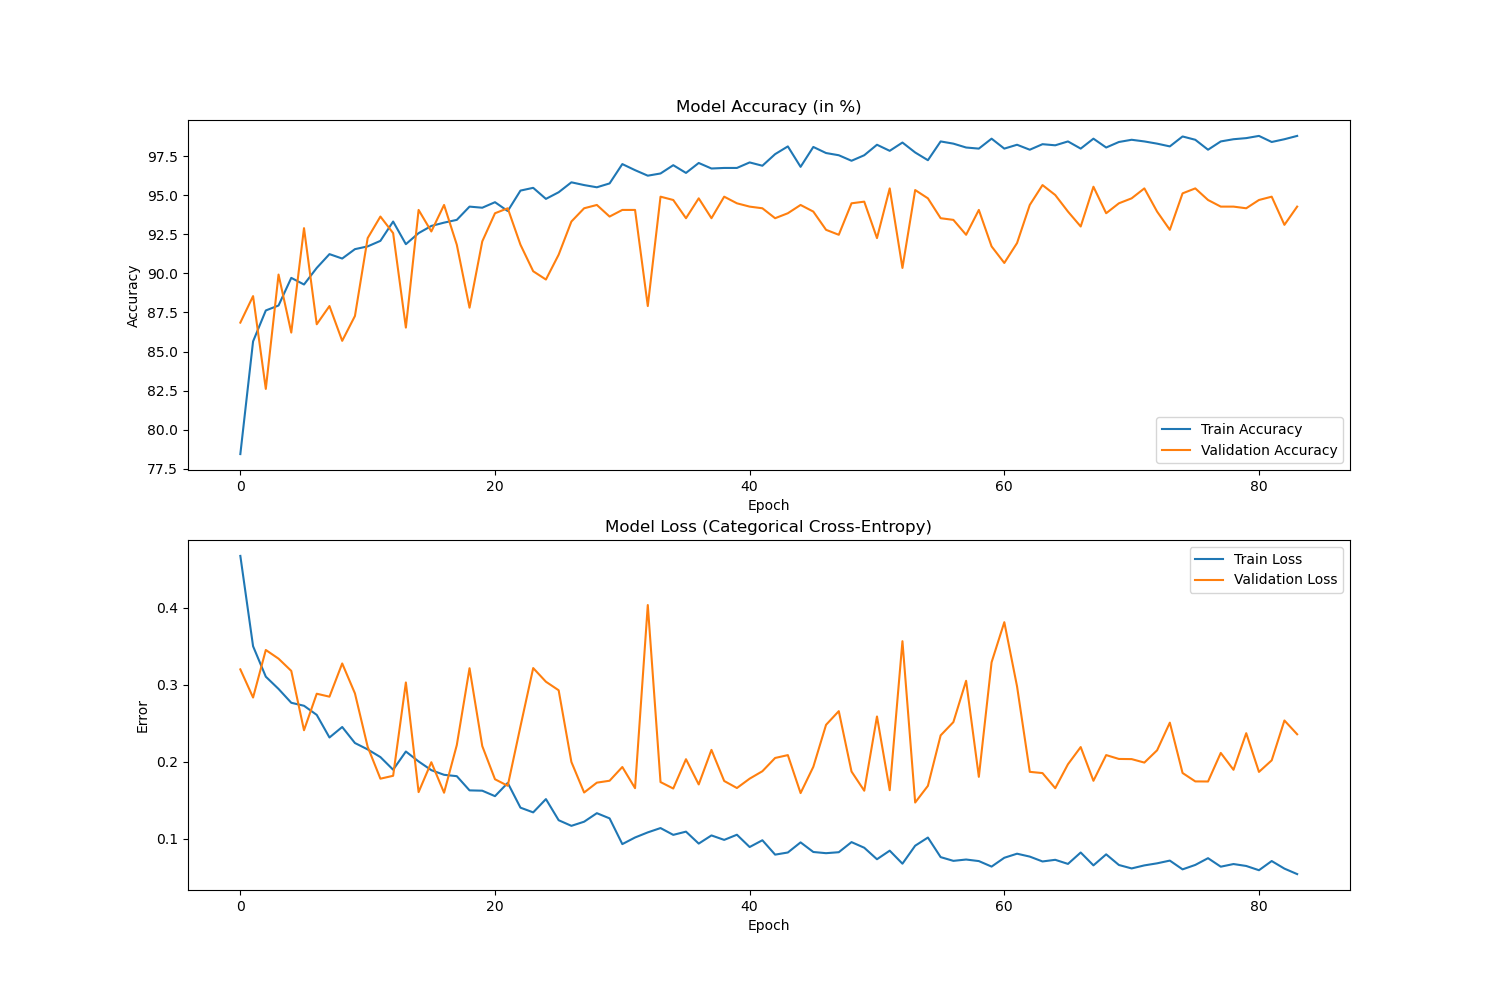 Model Accuracy (in %)
97.5
95.0
92.5
90.0
87.5
85.0
82.5
80.0
77.5
Accuracy
Train Accuracy
Validation Accuracy
0 20 40 60 80
Epoch
Model Loss (Categorical Cross-Entropy)
0.4
0.3
0.2
0.1
Error
Train Loss
Validation Loss
0 20 40 60 80
Epoch